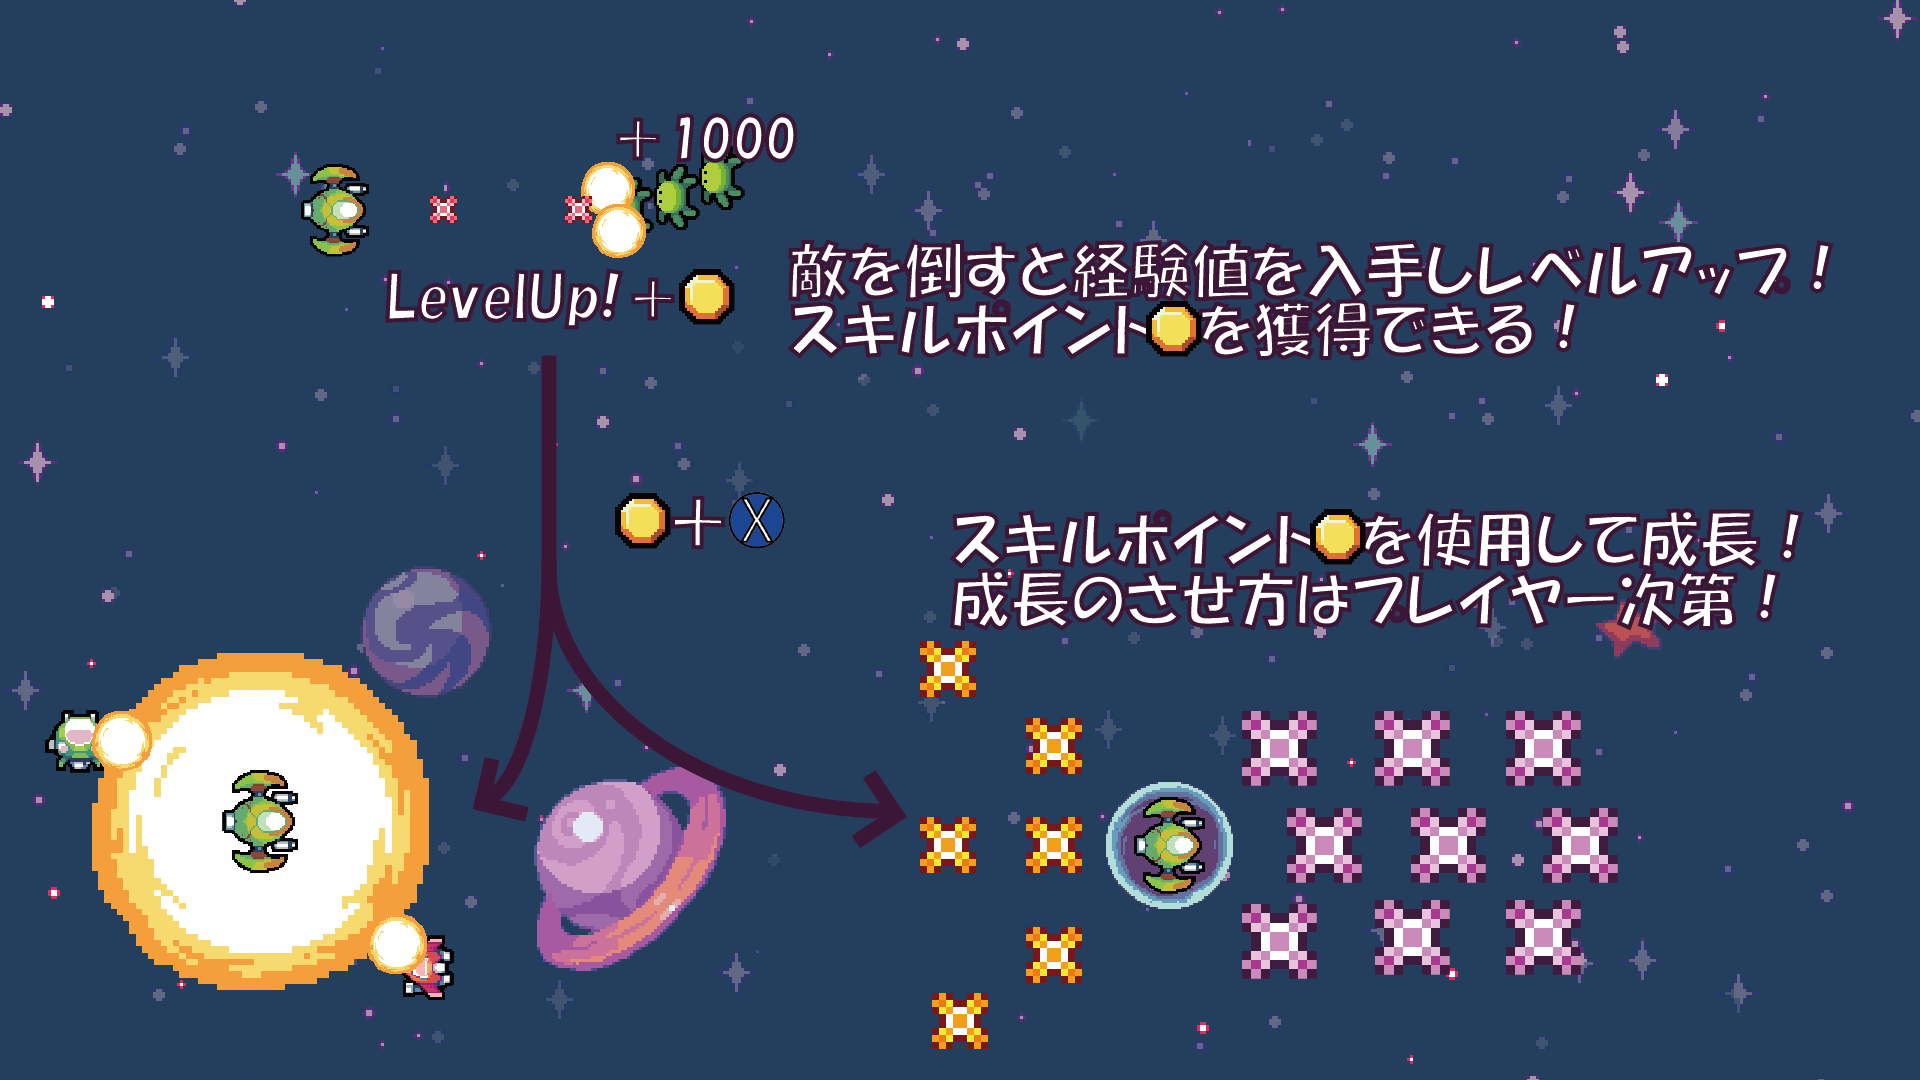 +1000
LevelUp!+
敵を倒すと経験値を入手しレベルアップ！
スキルポイントを獲得できる！
+X
スキルポイントを使用して成長！
成長のさせ方はプレイヤー次第！